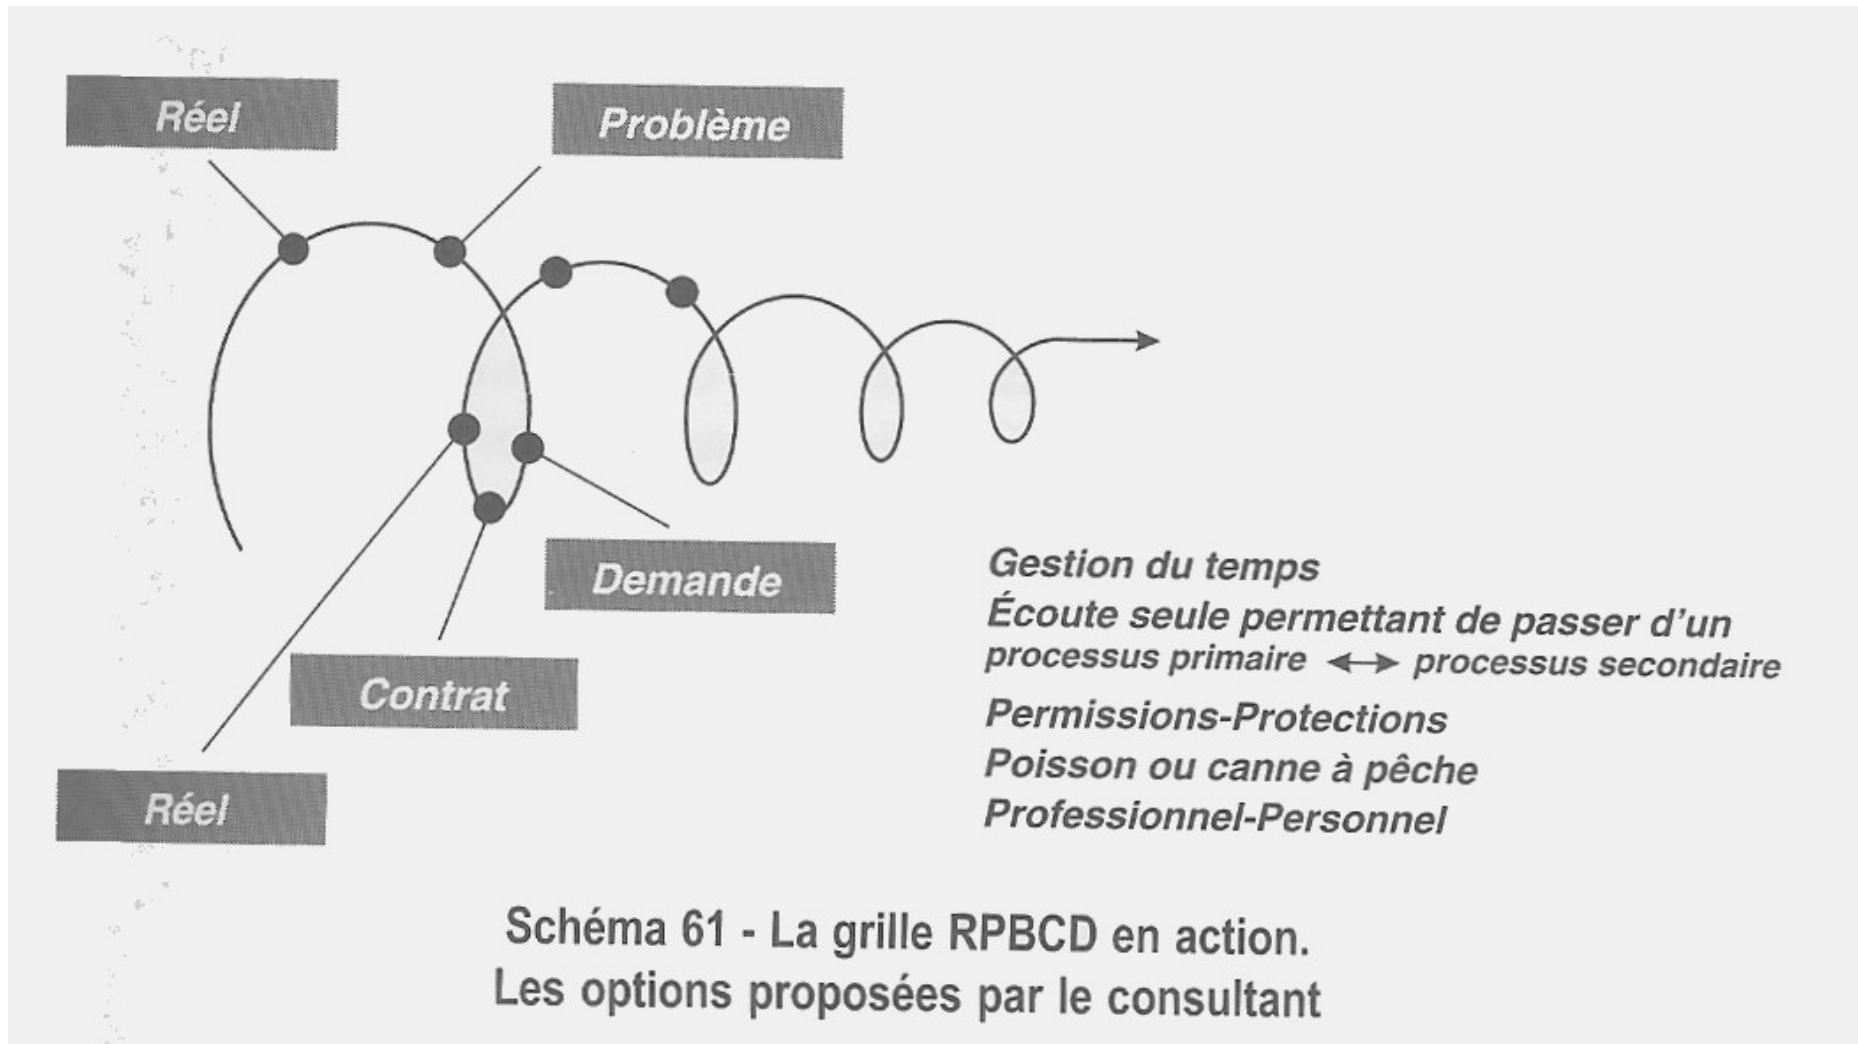 Réel
Problème
Demande
Contrat
Réel
Gestion du temps
Écoute seule permettant de passer d'un
processus primaire ↔ processus secondaire
Permissions-Protections
Poisson ou canne à pêche
Professionnel-Personnel
Schéma 61 - La grille RPBCD en action.
Les options proposées par le consultant